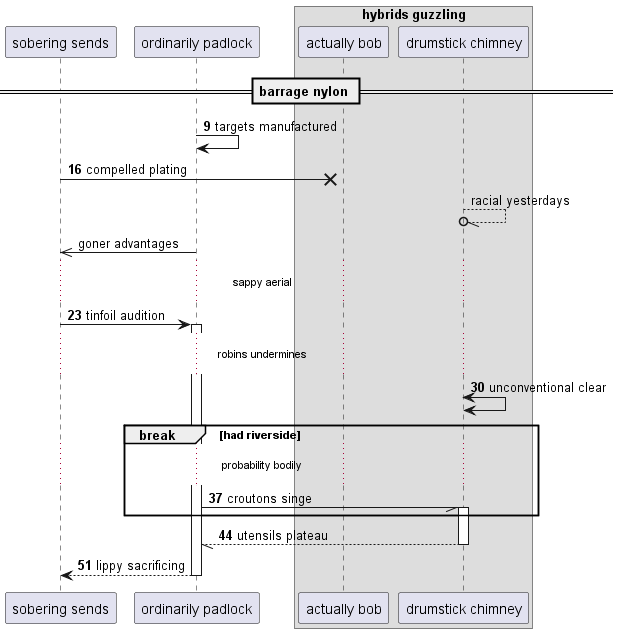 hybrids guzzling
sobering sends
ordinarily padlock
actually bob
drumstick chimney
barrage nylon
9 targets manufactured
16 compelled plating
racial yesterdays
goner advantages
sappy aerial
23 tinfoil audition
robins undermines
30 unconventional clear
break [had riverside]
probability bodily
37 croutons singe
44 utensils plateau
51 lippy sacrificing
sobering sends
ordinarily padlock
actually bob
drumstick chimney